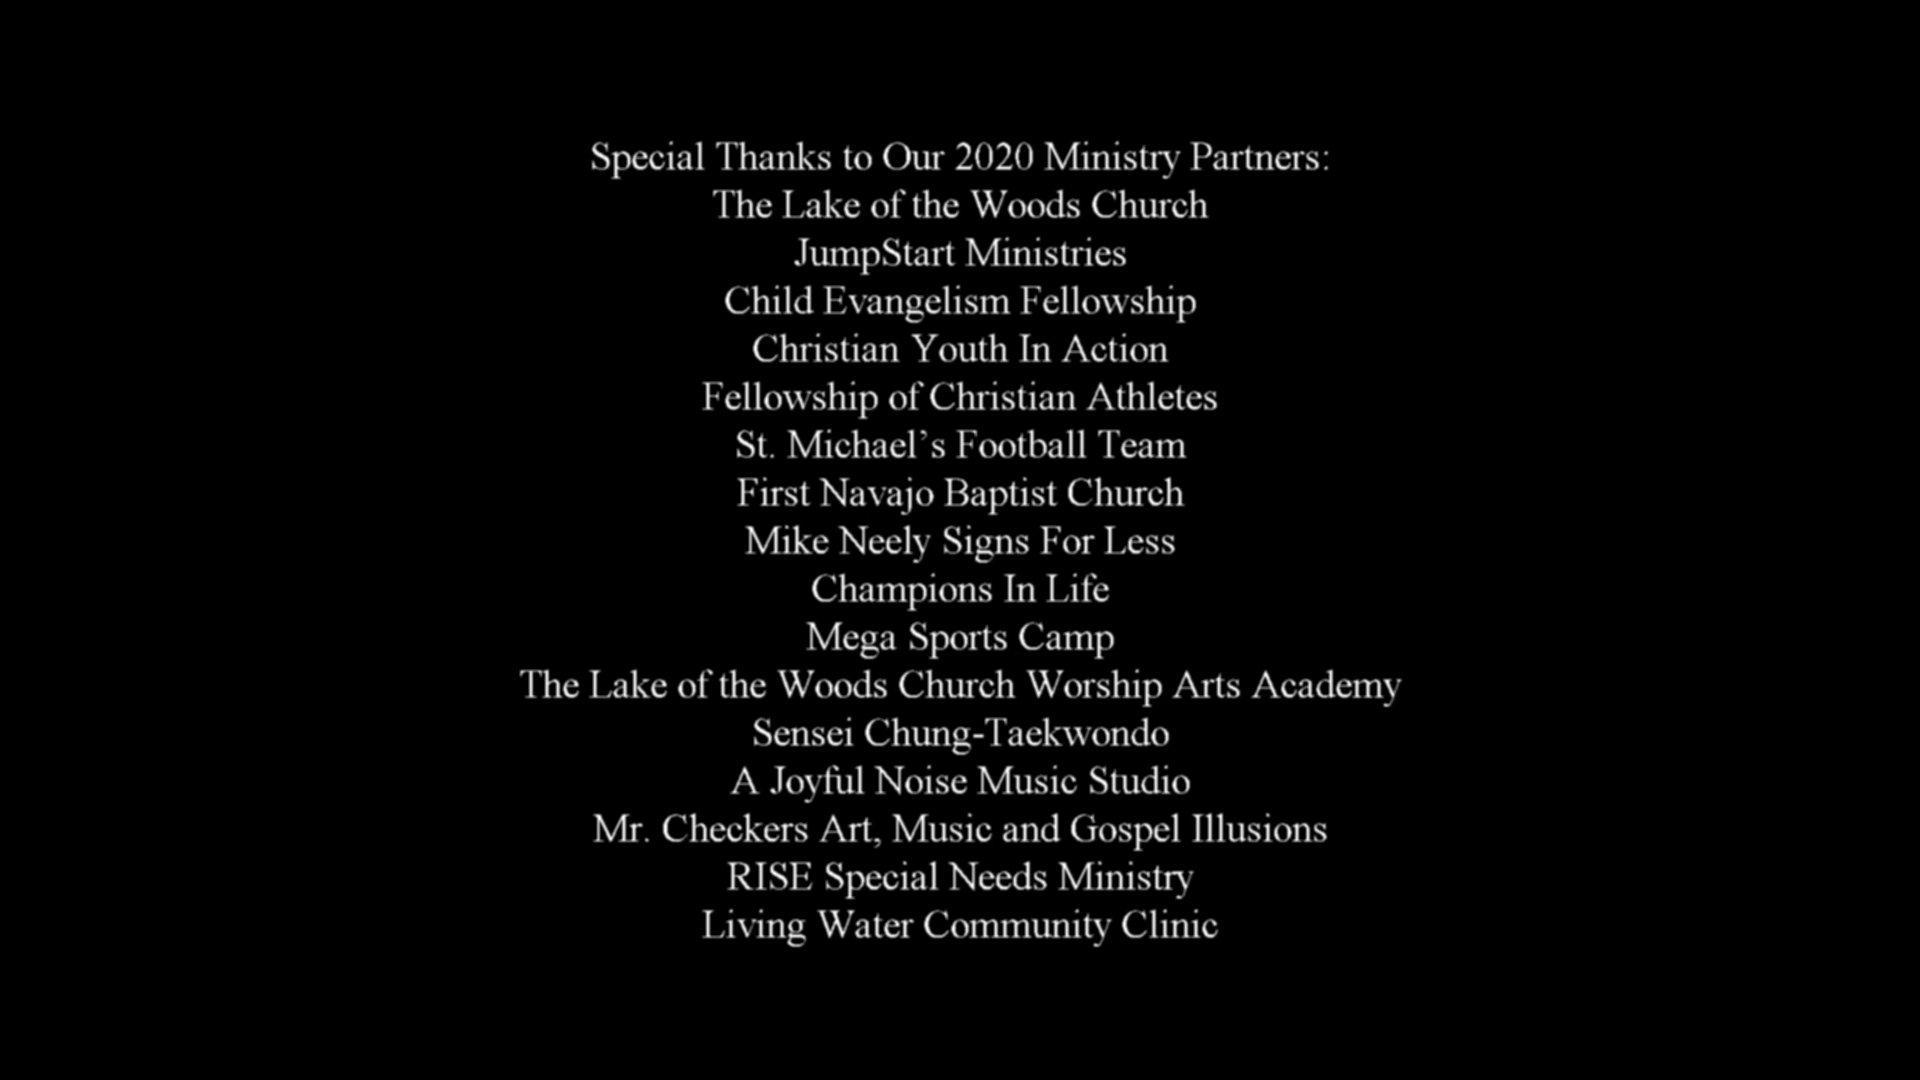 Special Thanks to Our 2020 Ministry Partners:
The Lake of the Woods Church
JumpStart Ministries
Child Evangelism Fellowship
Christian Youth In Action
Fellowship of Christian Athletes
St. Michael’s Football Team
First Navajo Baptist Church
Mike Neely Signs For Less
Champions In Life
Mega Sports Camp
The Lake of the Woods Church Worship Arts Academy
Sensei Chung-Taekwondo
A Joyful Noise Music Studio
Mr. Checkers Art, Music and Gospel Illusions
RISE Special Needs Ministry
Living Water Community Clinic